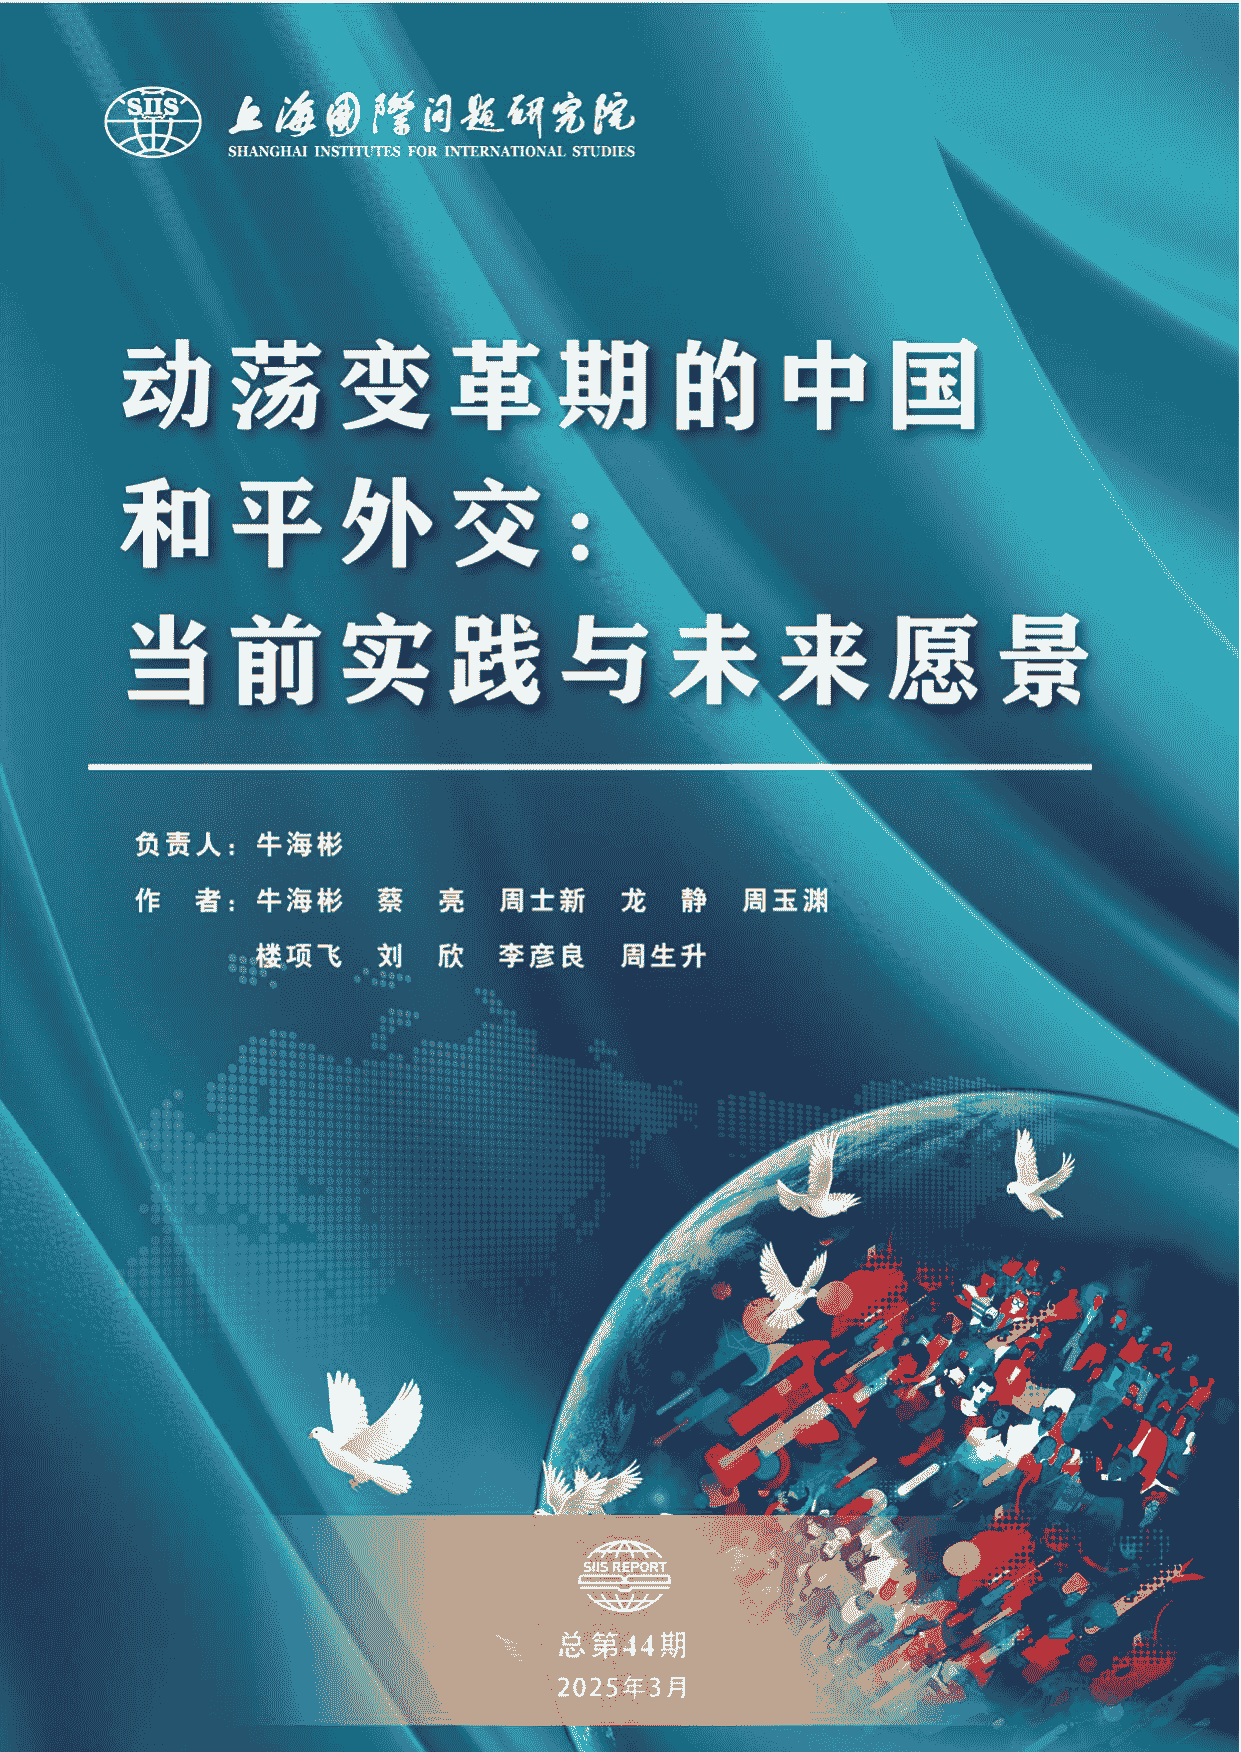 SIIS
上海国际问题研究院
SHANGHAI INSTITUTES FOR INTERNATIONAL STUDIES
动荡变革期的中国
和平外交：
当前实践与未来愿景
负责人：牛海彬
作 者：牛海彬 蔡 亮 周士新 龙 静 周玉渊
楼项飞 刘 欣 李彦良 周生升
SIIS REPORT
总第44期
2025年3月